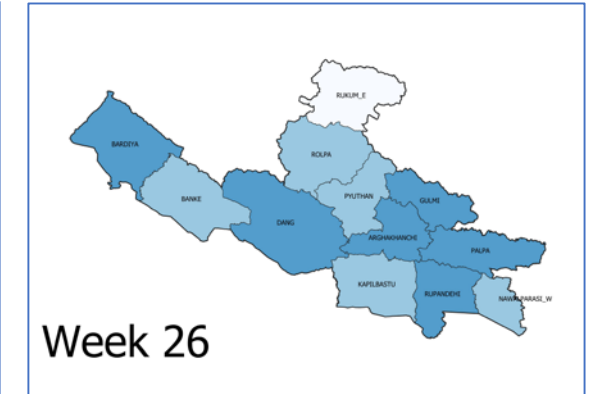 RUKUM_E
BARDIYA
ROLPA
BANKE
PYUTHAN
GULMI
DANG
ARGHAKHANCHI
PALPA
KAPILBASTU
RUPANDEHI
NAWALPARASI_W
Week 26